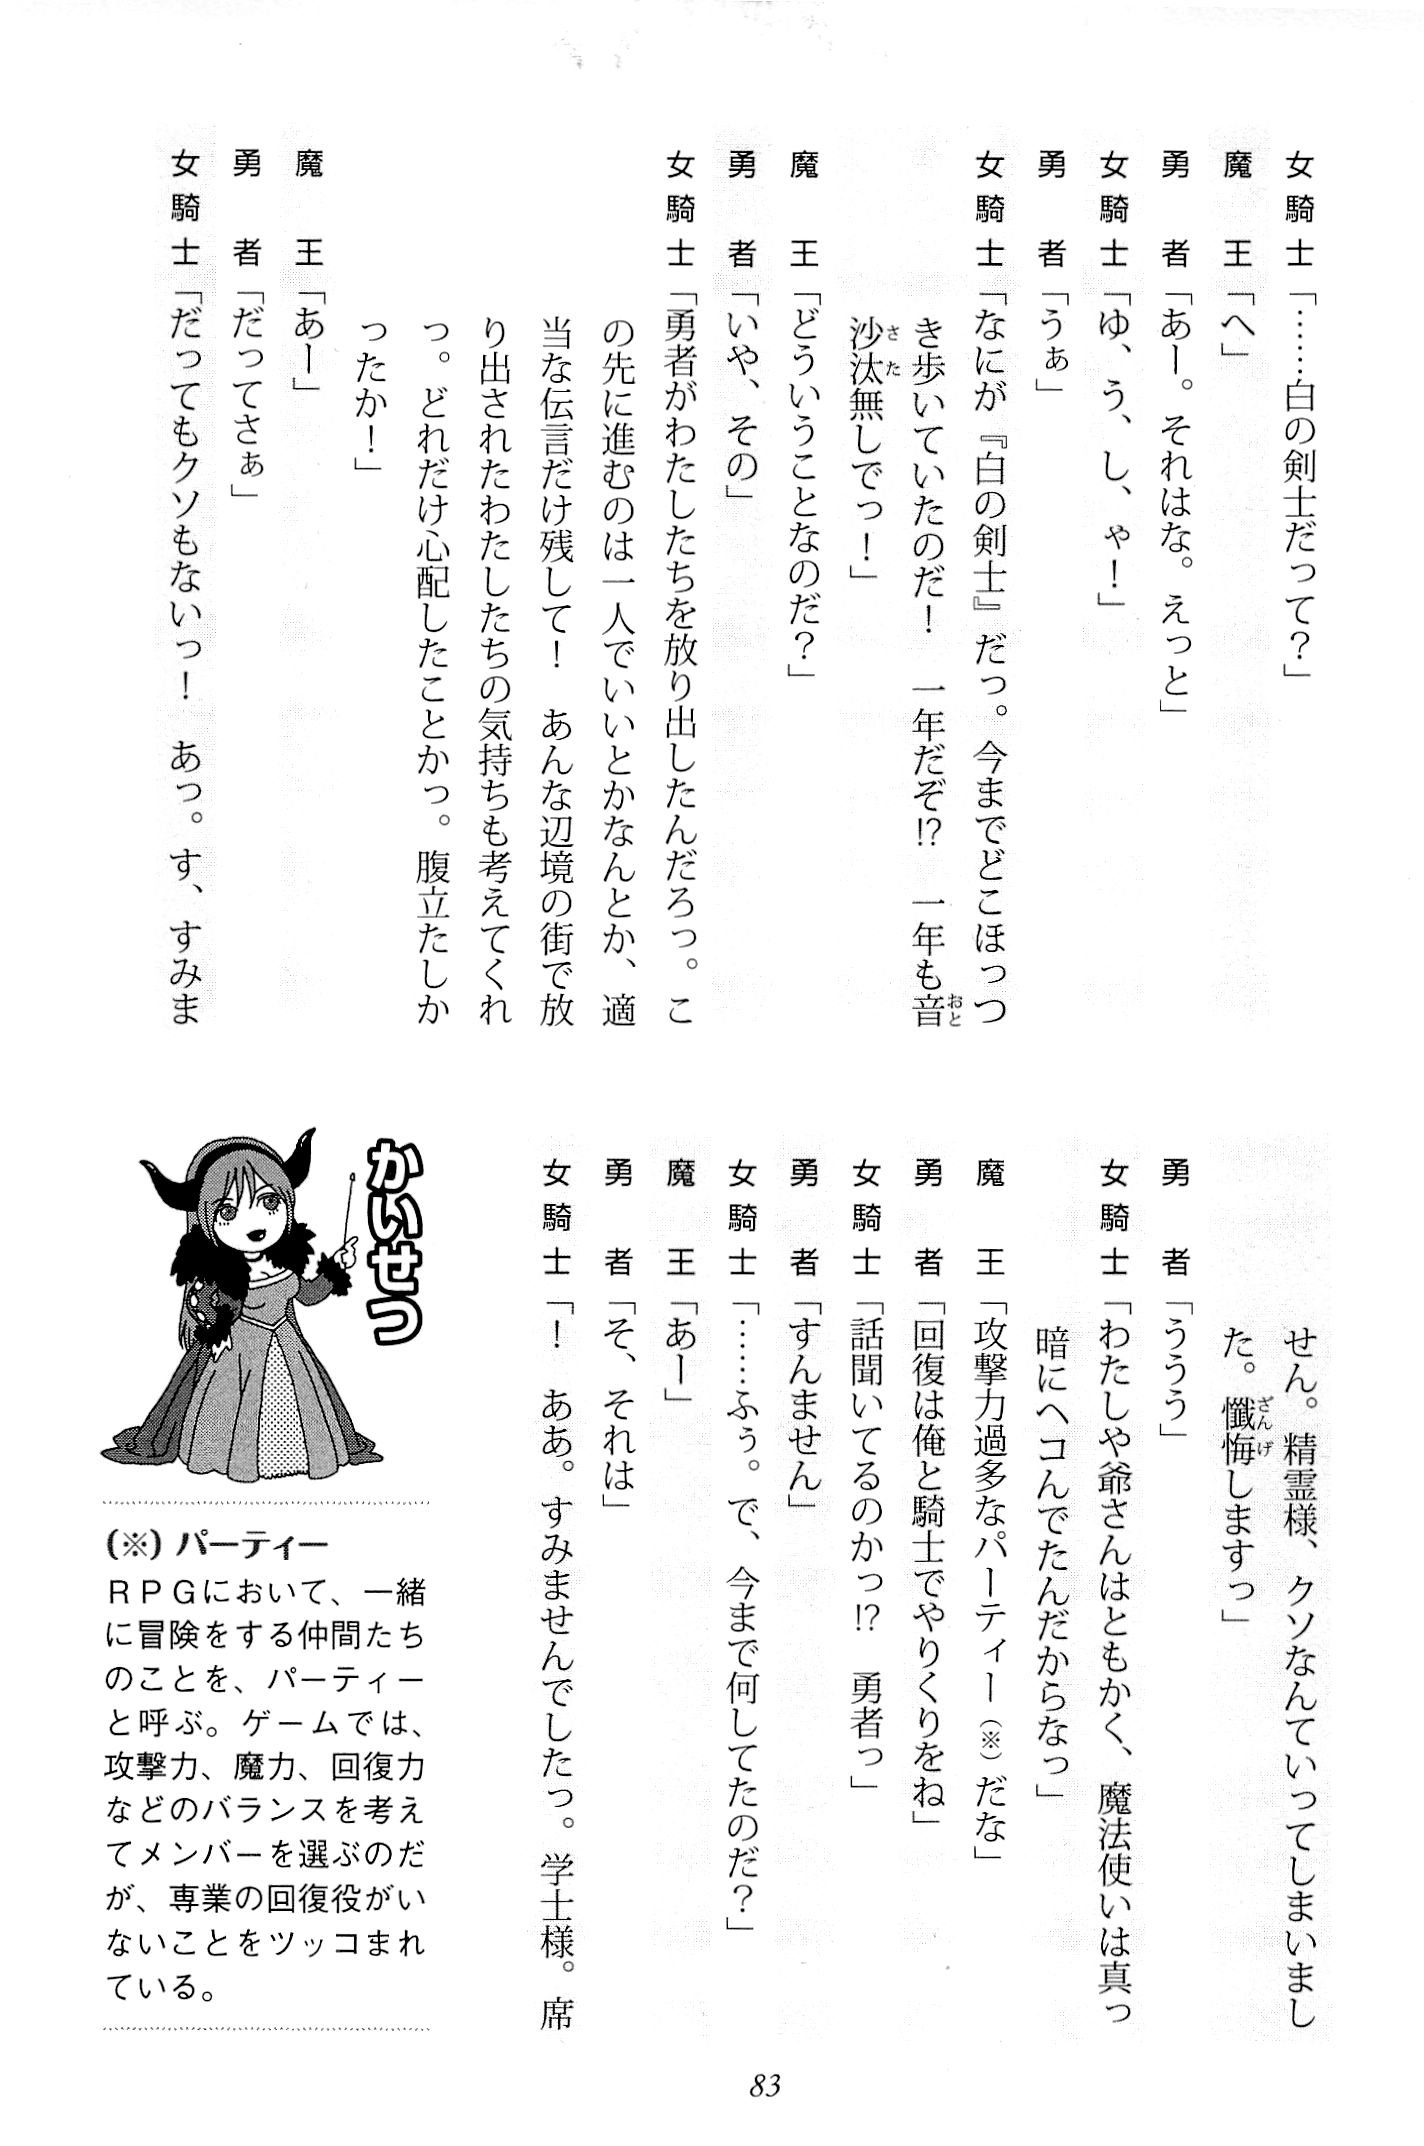 女騎士「……白の剣士だって？」
魔　王「へ」
勇　者「あー。それはな。えっと」
女騎士「ゆ、う、し、ゃ！」
勇　者「うぁ」
女騎士「なにが『白の剣士』だっ。今までどこほっつ
き歩いていたのだ！　一年だぞ!?　一年も音
沙汰無しでっ！」
魔　王「どういうことなのだ？」
勇　者「いや、その」
女騎士「勇者がわたしたちを放り出したんだろっ。こ
の先に進むのは一人でいいとかなんとか、適
当な伝言だけ残して！　あんな辺境の街で放
り出されたわたしたちの気持ちも考えてくれ
っ。どれだけ心配したことかっ。腹立たしか
ったか！」
魔　王「あー」
勇　者「だってさぁ」
女騎士「だってもクソもないっ！　あっ。す、すみま
せん。精霊様、クソなんていってしまいまし
た。懺悔しますっ」
勇　者「ううう」
女騎士「わたしや爺さんはともかく、魔法使いは真っ
暗にヘコんでたんだからなっ」
魔　王「攻撃力過多なパーティー（※）だな」
勇　者「回復は俺と騎士でやりくりをね」
女騎士「話聞いてるのかっ!?　勇者っ」
勇　者「すんません」
女騎士「……ふぅ。で、今まで何してたのだ？」
魔　王「あー」
勇　者「そ、それは」
女騎士「！　ああ。すみませんでしたっ。学士様。席
かいせつ
（※）パーティー
ＲＰＧにおいて、一緒
に冒険をする仲間たち
のことを、パーティー
と呼ぶ。ゲームでは、
攻撃力、魔力、回復力
などのバランスを考え
てメンバーを選ぶのだ
が、専業の回復役がい
ないことをツッコまれ
ている。
83